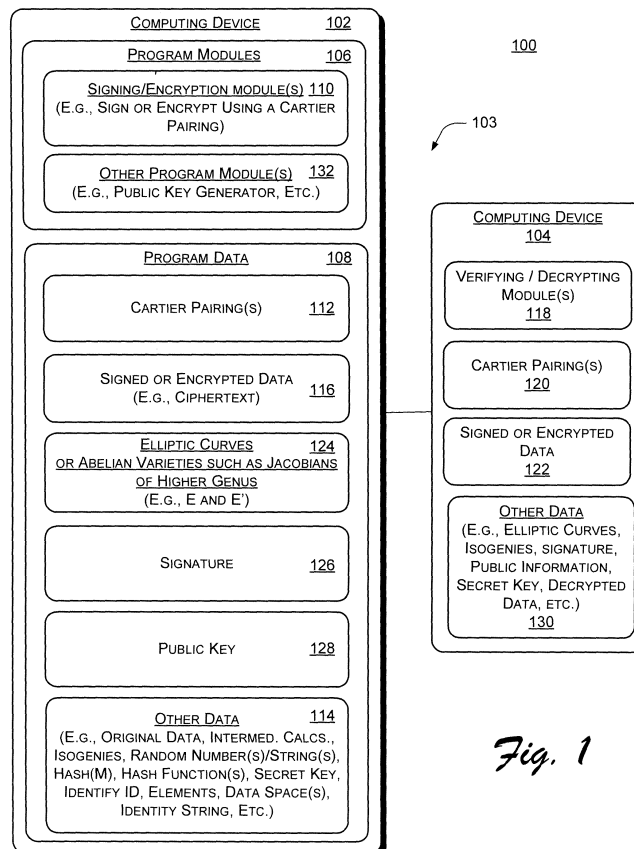 COMPUTING DEVICE 102
PROGRAM MODULES 106
SIGNING/ENCRYPTION MODULE(S) 110
(E.G., SIGN OR ENCRYPT USING A CARTIER
PAIRING)
OTHER PROGRAM MODULE(S) 132
(E.G., PUBLIC KEY GENERATOR, ETC.)
PROGRAM DATA 108
CARTIER PAIRING(S) 112
SIGNED OR ENCRYPTED DATA 116
(E.G., CIPHERTEXT)
ELLIPTIC CURVES 124
OR ABELIAN VARIETIES SUCH AS JACOBIANS
OF HIGHER GENUS
(E.G., E AND E')
SIGNATURE 126
PUBLIC KEY 128
OTHER DATA 114
(E.G., ORIGINAL DATA, INTERMED. CALCS.,
ISOGENIES, RANDOM NUMBER(S)/STRING(S),
HASH(M), HASH FUNCTION(S), SECRET KEY,
IDENTIFY ID, ELEMENTS, DATA SPACE(S),
IDENTITY STRING, ETC.)
100
103
COMPUTING DEVICE
104
VERIFYING / DECRYPTING
MODULE(S)
118
CARTIER PAIRING(S)
120
SIGNED OR ENCRYPTED
DATA
122
OTHER DATA
(E.G., ELLIPTIC CURVES,
ISOGENIES, SIGNATURE,
PUBLIC INFORMATION,
SECRET KEY, DECRYPTED
DATA, ETC.)
130
Fig. 1